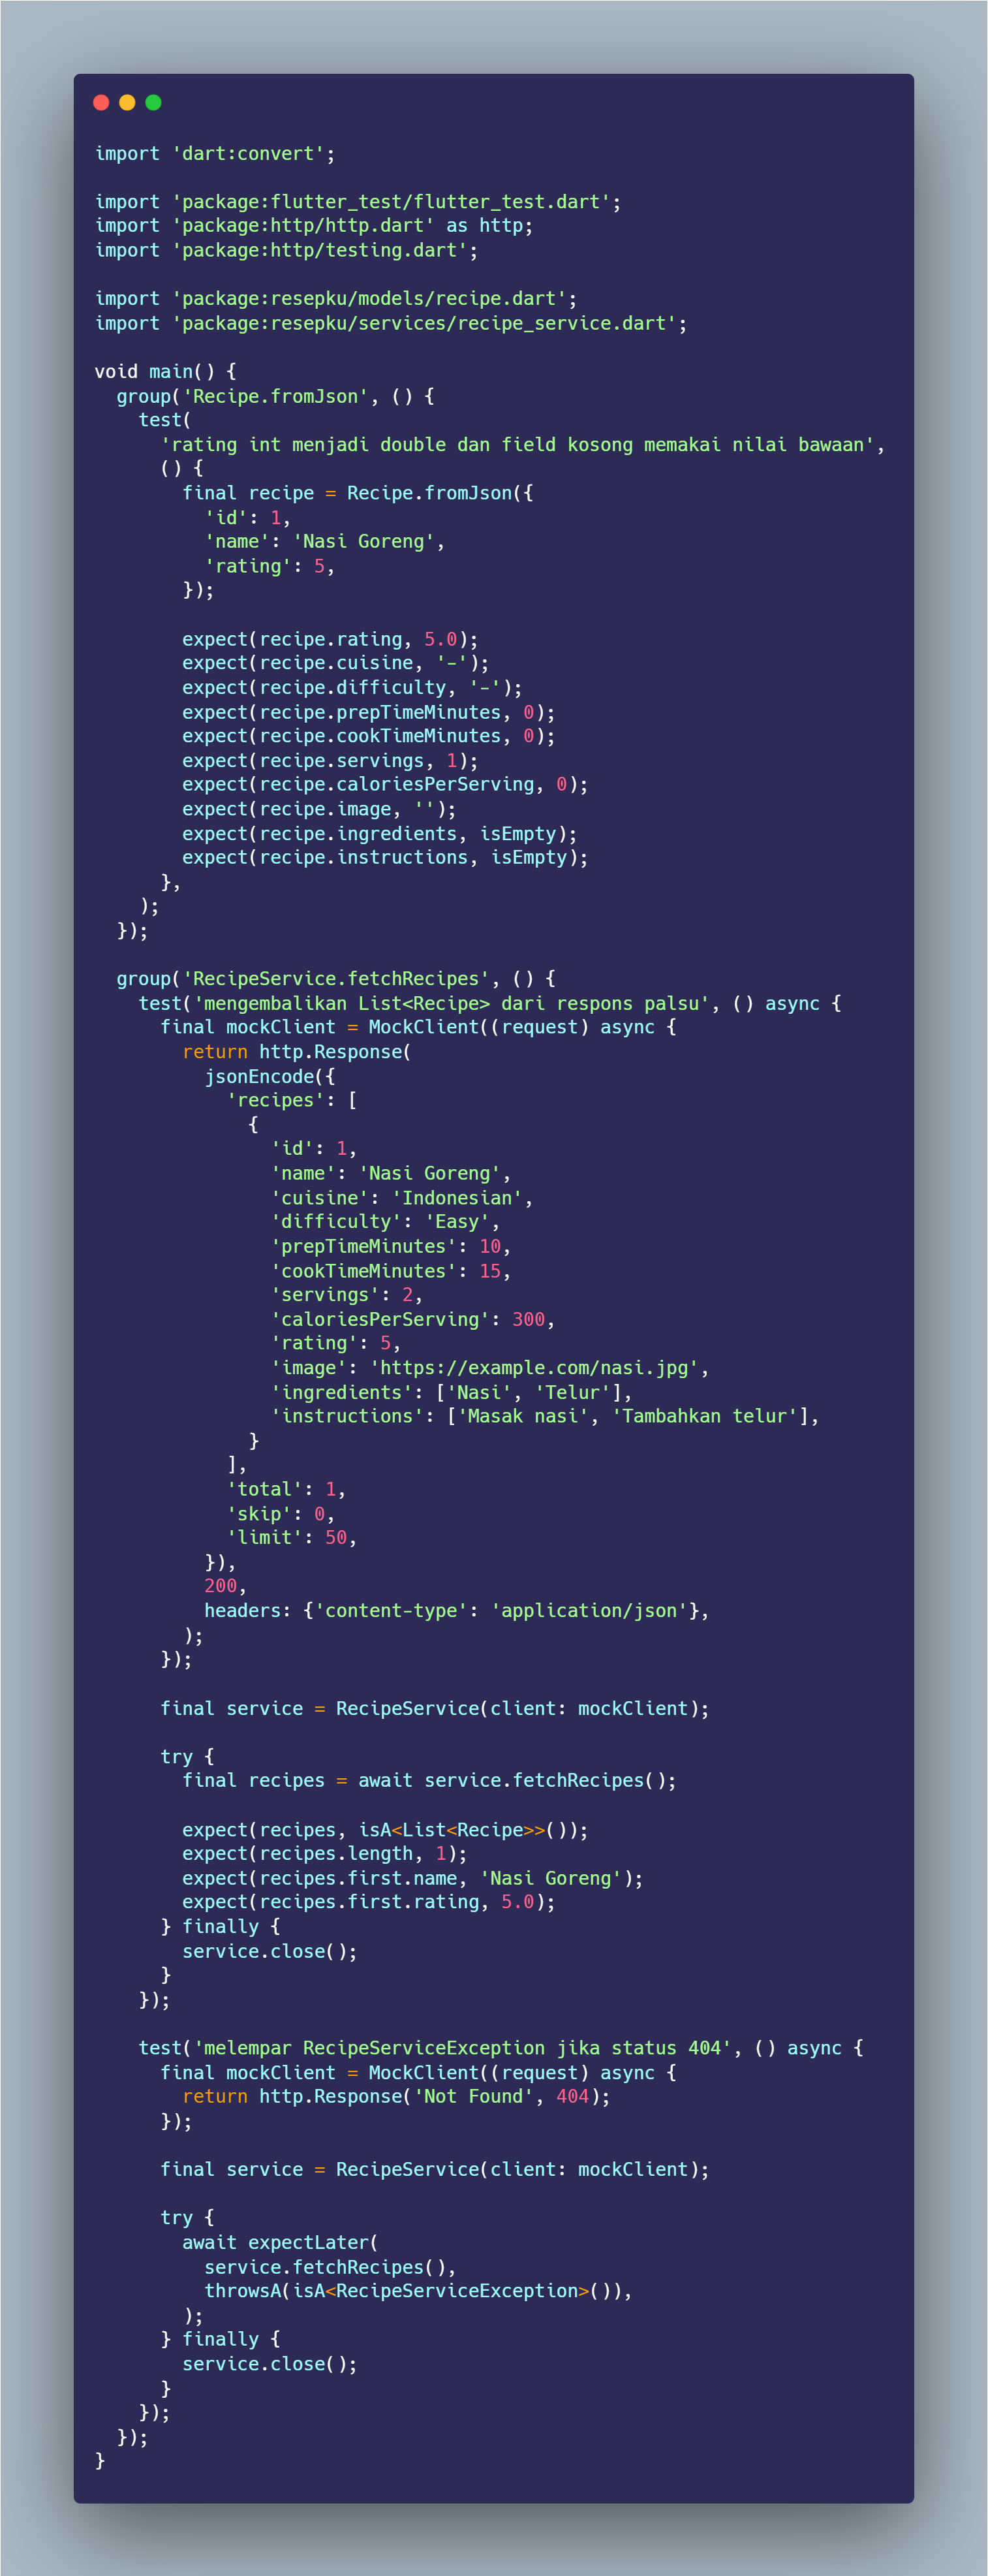 import 'dart:convert';

import 'package:flutter_test/flutter_test.dart';
import 'package:http/http.dart' as http;
import 'package:http/testing.dart';

import 'package:resepku/models/recipe.dart';
import 'package:resepku/services/recipe_service.dart';

void main() {
  group('Recipe.fromJson', () {
    test(
      'rating int menjadi double dan field kosong memakai nilai bawaan',
      () {
        final recipe = Recipe.fromJson({
          'id': 1,
          'name': 'Nasi Goreng',
          'rating': 5,
        });

        expect(recipe.rating, 5.0);
        expect(recipe.cuisine, '-');
        expect(recipe.difficulty, '-');
        expect(recipe.prepTimeMinutes, 0);
        expect(recipe.cookTimeMinutes, 0);
        expect(recipe.servings, 1);
        expect(recipe.caloriesPerServing, 0);
        expect(recipe.image, '');
        expect(recipe.ingredients, isEmpty);
        expect(recipe.instructions, isEmpty);
      },
    );
  });

  group('RecipeService.fetchRecipes', () {
    test('mengembalikan List<Recipe> dari respons palsu', () async {
      final mockClient = MockClient((request) async {
        return http.Response(
          jsonEncode({
            'recipes': [
              {
                'id': 1,
                'name': 'Nasi Goreng',
                'cuisine': 'Indonesian',
                'difficulty': 'Easy',
                'prepTimeMinutes': 10,
                'cookTimeMinutes': 15,
                'servings': 2,
                'caloriesPerServing': 300,
                'rating': 5,
                'image': 'https://example.com/nasi.jpg',
                'ingredients': ['Nasi', 'Telur'],
                'instructions': ['Masak nasi', 'Tambahkan telur'],
              }
            ],
            'total': 1,
            'skip': 0,
            'limit': 50,
          }),
          200,
          headers: {'content-type': 'application/json'},
        );
      });

      final service = RecipeService(client: mockClient);

      try {
        final recipes = await service.fetchRecipes();

        expect(recipes, isA<List<Recipe>>());
        expect(recipes.length, 1);
        expect(recipes.first.name, 'Nasi Goreng');
        expect(recipes.first.rating, 5.0);
      } finally {
        service.close();
      }
    });

    test('melempar RecipeServiceException jika status 404', () async {
      final mockClient = MockClient((request) async {
        return http.Response('Not Found', 404);
      });

      final service = RecipeService(client: mockClient);

      try {
        await expectLater(
          service.fetchRecipes(),
          throwsA(isA<RecipeServiceException>()),
        );
      } finally {
        service.close();
      }
    });
  });
}